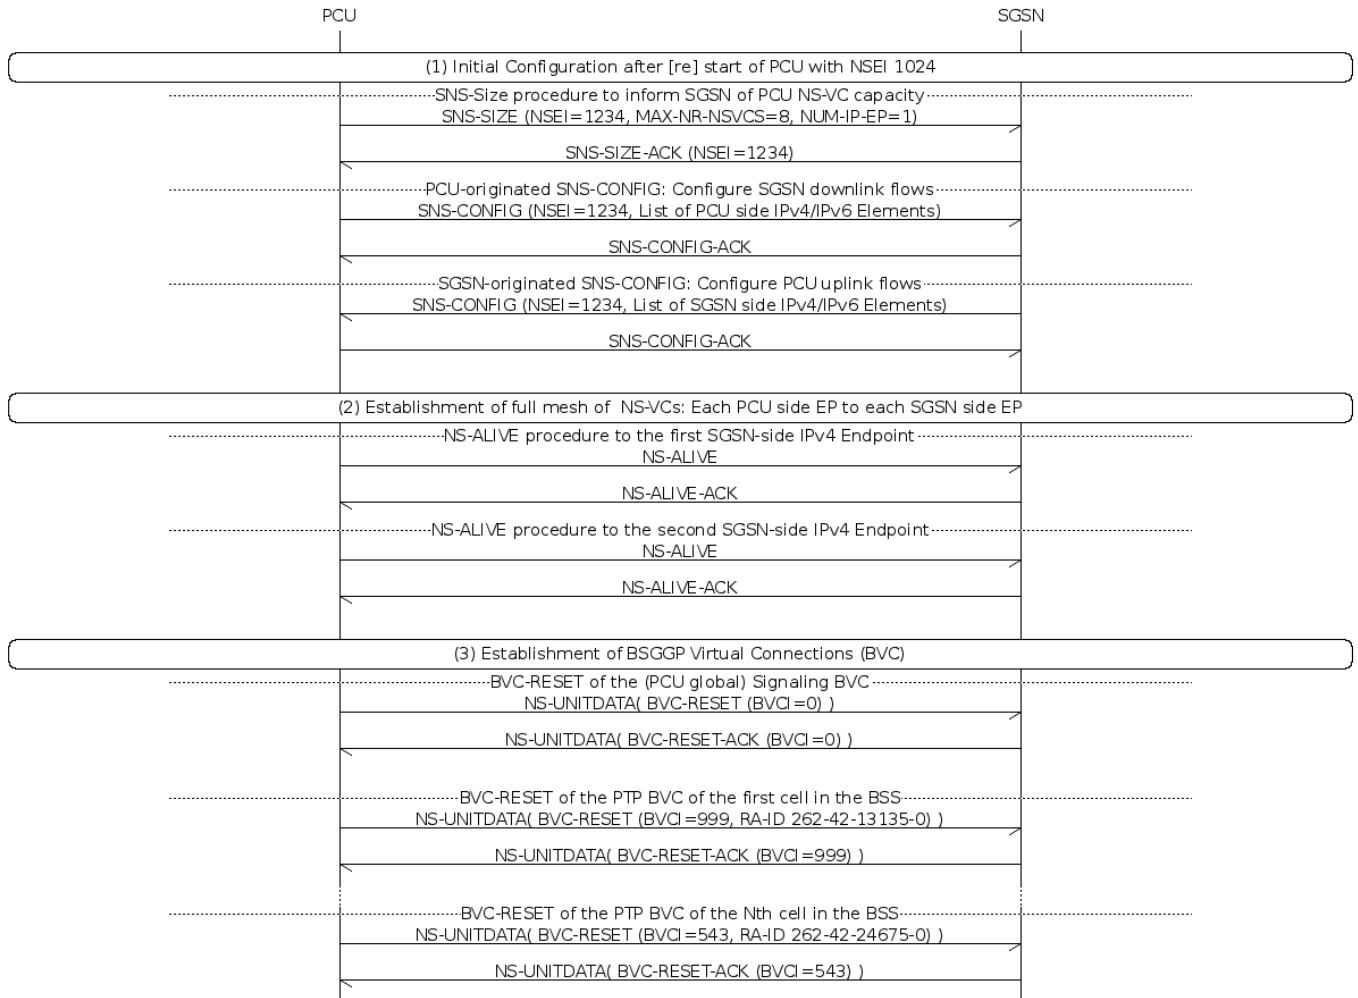 PCU SGSN
(1) Initial Configuration after [re] start of PCU with NSEI 1024
SNS-Size procedure to inform SGSN of PCU NS-VC capacity
SNS-SIZE (NSEI=1234, MAX-NR-NSVCS=8, NUM-IP-EP=1)
SNS-SIZE-ACK (NSEI=1234)
PCU-originated SNS-CONFIG: Configure SGSN downlink flows
SNS-CONFIG (NSEI=1234, List of PCU side IPv4/IPv6 Elements)
SNS-CONFIG-ACK
SGSN-originated SNS-CONFIG: Configure PCU uplink flows
SNS-CONFIG (NSEI=1234, List of SGSN side IPv4/IPv6 Elements)
SNS-CONFIG-ACK
(2) Establishment of full mesh of NS-VCs: Each PCU side EP to each SGSN side EP
NS-ALIVE procedure to the first SGSN-side IPv4 Endpoint
NS-ALIVE
NS-ALIVE-ACK
NS-ALIVE procedure to the second SGSN-side IPv4 Endpoint
NS-ALIVE
NS-ALIVE-ACK
(3) Establishment of BSGGP Virtual Connections (BVC)
BVC-RESET of the (PCU global) Signaling BVC
NS-UNITDATA( BVC-RESET (BVCI=0) )
NS-UNITDATA( BVC-RESET-ACK (BVCI=0) )
BVC-RESET of the PTP BVC of the first cell in the BSS
NS-UNITDATA( BVC-RESET (BVCI=999, RA-ID 262-42-13135-0) )
NS-UNITDATA( BVC-RESET-ACK (BVCI=999) )
BVC-RESET of the PTP BVC of the Nth cell in the BSS
NS-UNITDATA( BVC-RESET (BVCI=543, RA-ID 262-42-24675-0) )
NS-UNITDATA( BVC-RESET-ACK (BVCI=543) )